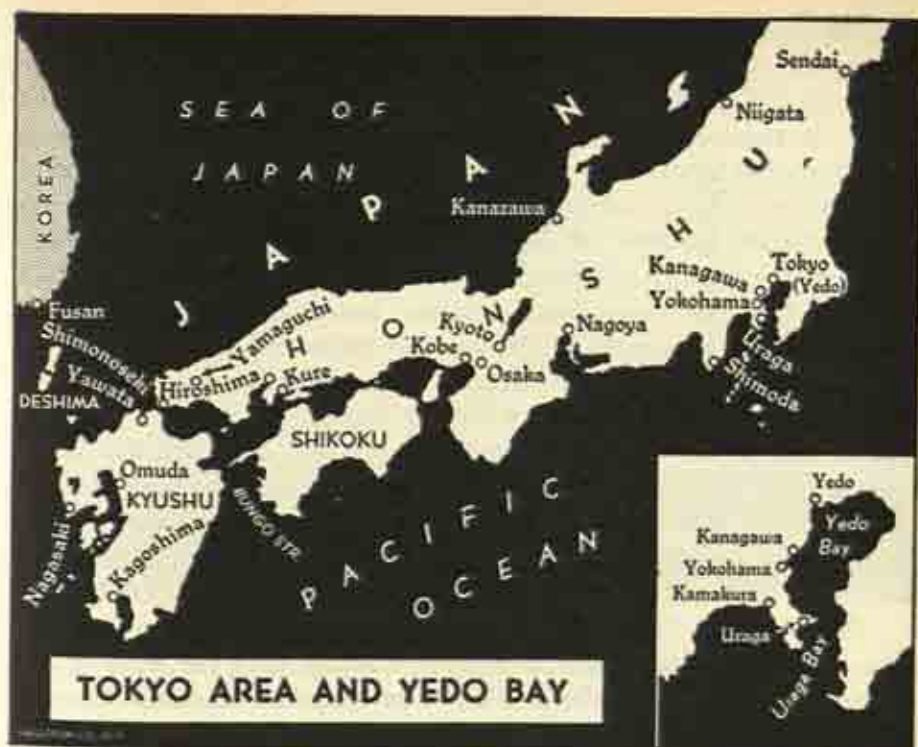 SEA OF
JAPAN
KOREA
JAPAN
HONSHU
Sendai
Niigata
Kanazawa
Tokyo
(Yedo)
Kanagawa
Yokohama
Uraga
Shimoda
Nagoya
Kyoto
Kobe
Osaka
Fusan
Shimonoseki
Yamaguchi
Hiroshima
Kure
Yawata
DESHIMA
SHIKOKU
Omuda
KYUSHU
BUNGO STR.
Nagasaki
Kagoshima
PACIFIC
OCEAN
Yedo
Yedo
Bay
Kanagawa
Yokohama
Kamakura
Uraga
Uraga Bay
TOKYO AREA AND YEDO BAY